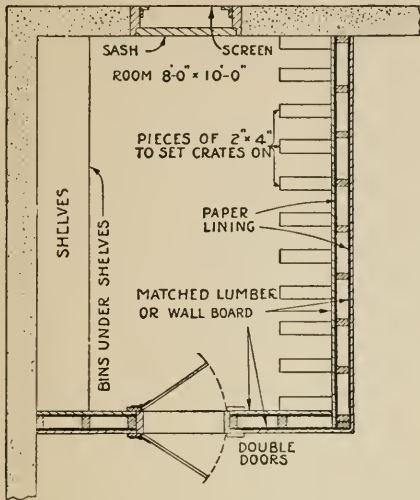 SASH
SCREEN
ROOM 8'-0" × 10'-0"
PIECES OF 2" × 4"
TO SET CRATES ON
PAPER
LINING
SHELVES
BINS UNDER SHELVES
MATCHED LUMBER
OR WALL BOARD
DOUBLE
DOORS